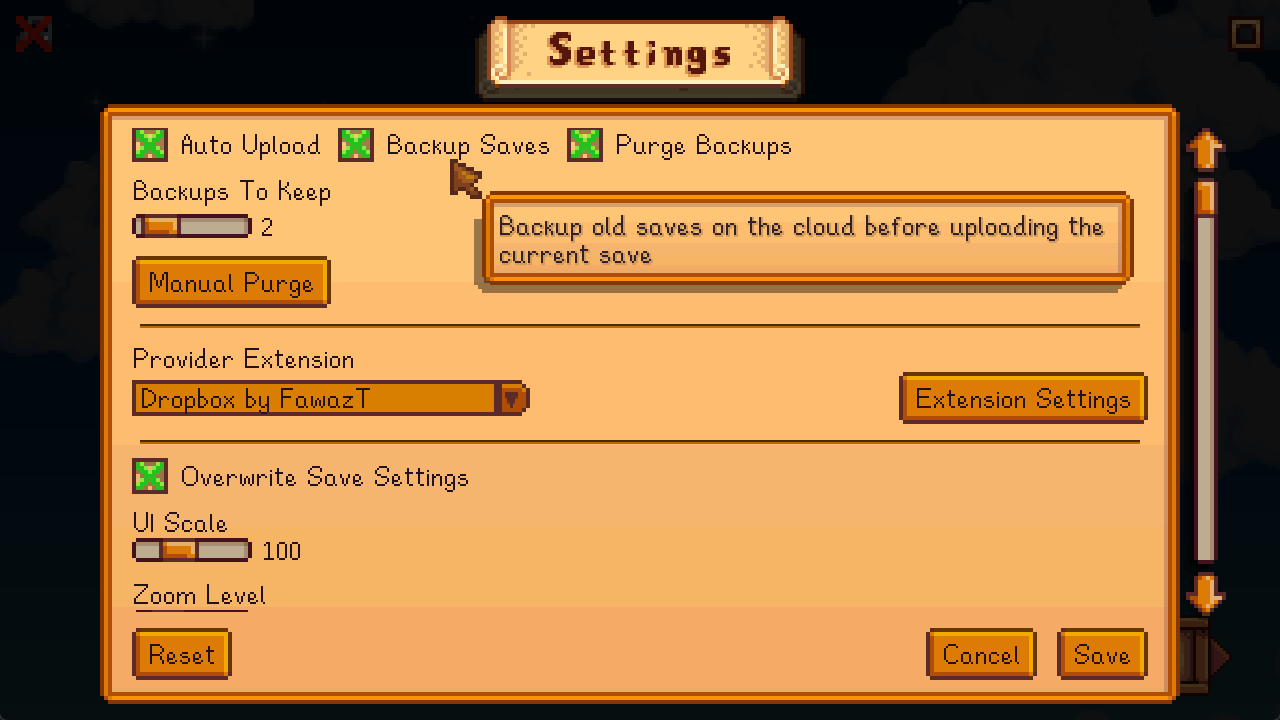 Settings
Auto Upload Backup Saves Purge Backups
Backups To Keep
2
Backup old saves on the cloud before uploading the
current save
Manual Purge
Provider Extension
Dropbox by FawazT
Extension Settings
Overwrite Save Settings
UI Scale
100
Zoom Level
Reset Cancel Save